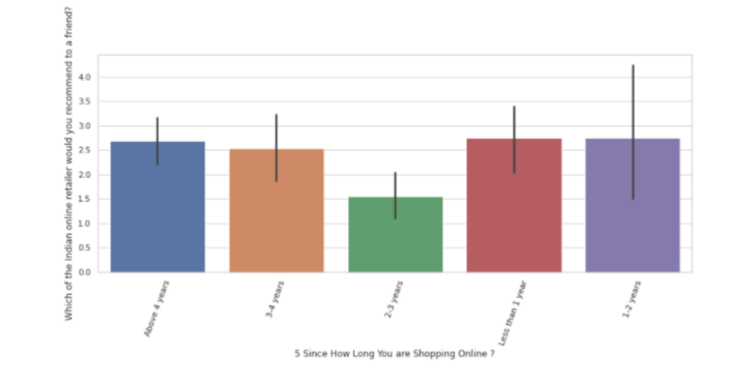 Which of the Indian online retailer would you recommend to a friend?
4.0
3.5
3.0
2.5
2.0
1.5
1.0
0.5
0.0
Above 4 years
3-4 years
2-3 years
Less than 1 year
1-2 years
5 Since How Long You are Shopping Online ?